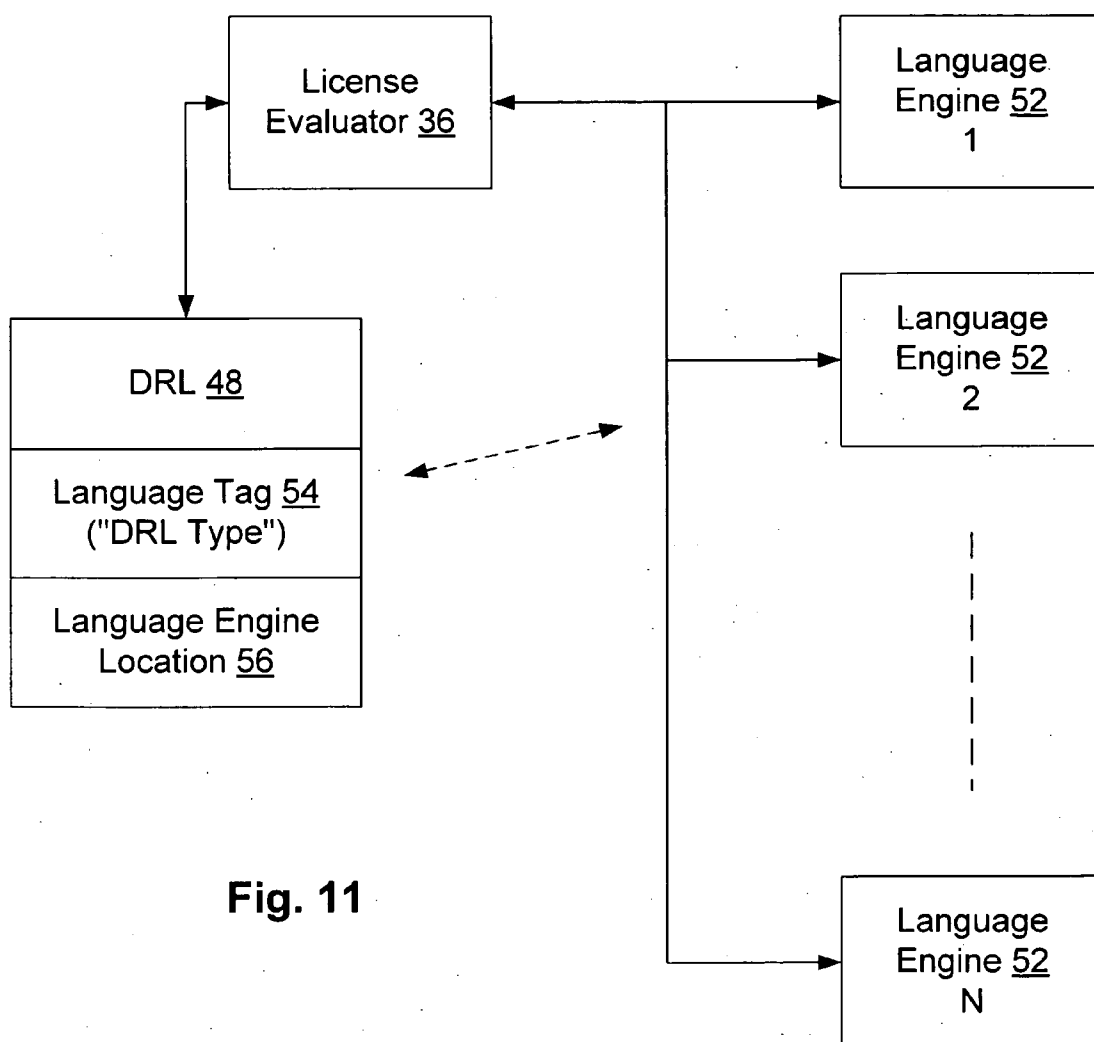 License
Evaluator 36
Language
Engine 52
1
Language
Engine 52
2
DRL 48
Language Tag 54
("DRL Type")
Language Engine
Location 56
Fig. 11
Language
Engine 52
N